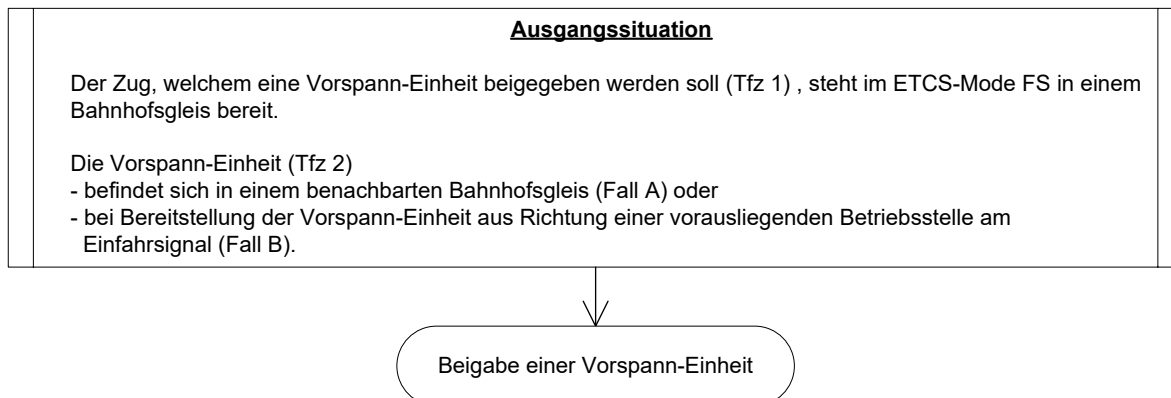 Ausgangssituation
Der Zug, welchem eine Vorspann-Einheit beigegeben werden soll (Tfz 1) , steht im ETCS-Mode FS in einem
Bahnhofsgleis bereit.
Die Vorspann-Einheit (Tfz 2)
- befindet sich in einem benachbarten Bahnhofsgleis (Fall A) oder
- bei Bereitstellung der Vorspann-Einheit aus Richtung einer vorausliegenden Betriebsstelle am
Einfahrsignal (Fall B).
Beigabe einer Vorspann-Einheit